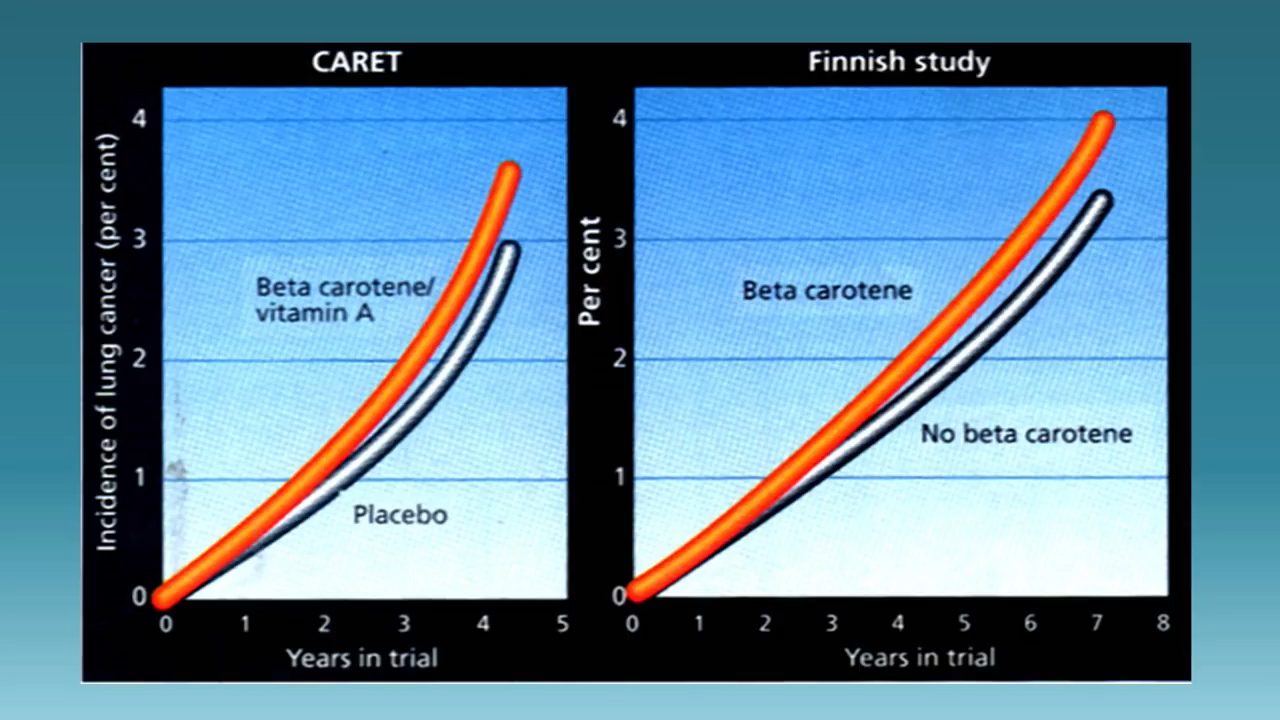 CARET
Incidence of lung cancer (per cent)
4
3
2
1
0
Beta carotene/
vitamin A
Placebo
0 1 2 3 4 5
Years in trial
Finnish study
Per cent
4
3
2
1
0
Beta carotene
No beta carotene
0 1 2 3 4 5 6 7 8
Years in trial